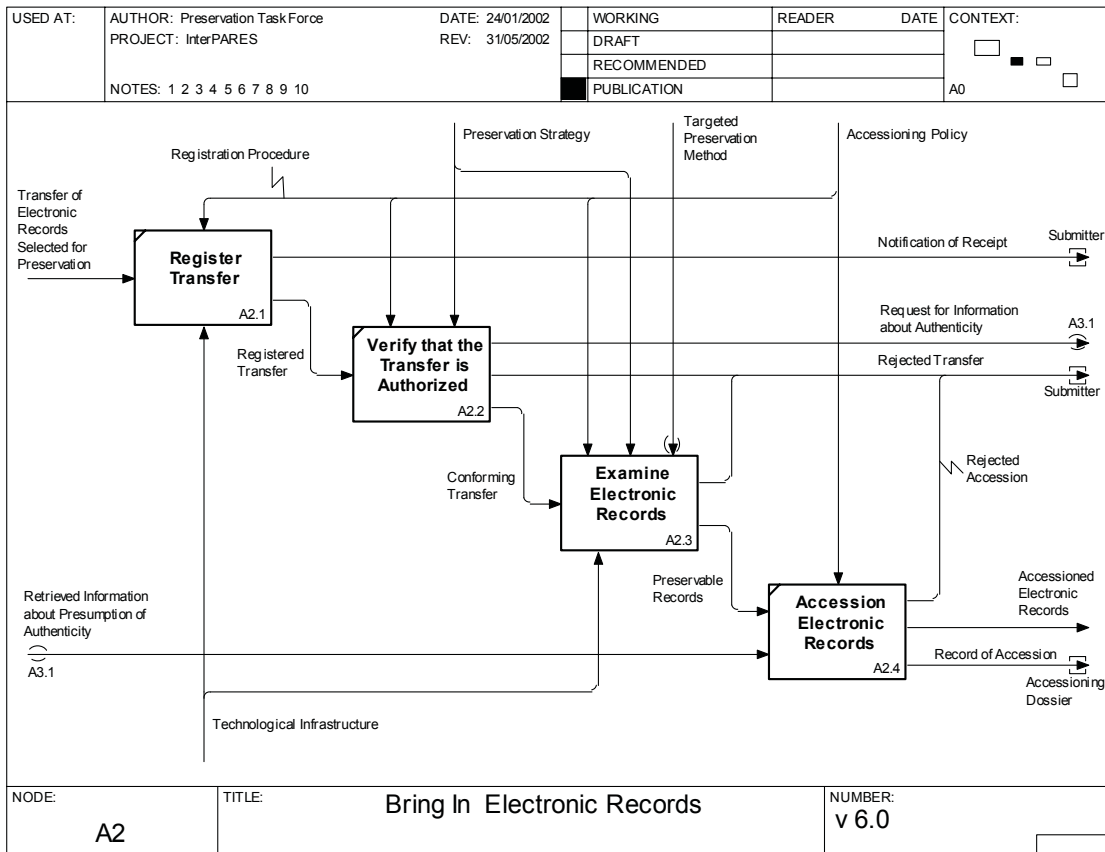 USED AT:
AUTHOR: Preservation Task Force
DATE: 24/01/2002
PROJECT: InterPARES
REV: 31/05/2002
NOTES: 1 2 3 4 5 6 7 8 9 10
WORKING
DRAFT
RECOMMENDED
PUBLICATION
READER
DATE
CONTEXT:
A0
Preservation Strategy
Targeted
Preservation
Method
Accessioning Policy
Registration Procedure
Transfer of
Electronic
Records
Selected for
Preservation
Register
Transfer
A2.1
Notification of Receipt
Submitter
Registered
Transfer
Verify that the
Transfer is
Authorized
A2.2
Request for Information
about Authenticity
A3.1
Rejected Transfer
Submitter
Conforming
Transfer
Examine
Electronic
Records
A2.3
Rejected
Accession
Preservable
Records
Retrieved Information
about Presumption of
Authenticity
A3.1
Accession
Electronic
Records
A2.4
Accessioned
Electronic
Records
Record of Accession
Accessioning
Dossier
Technological Infrastructure
NODE:
A2
TITLE:
Bring In Electronic Records
NUMBER:
v 6.0